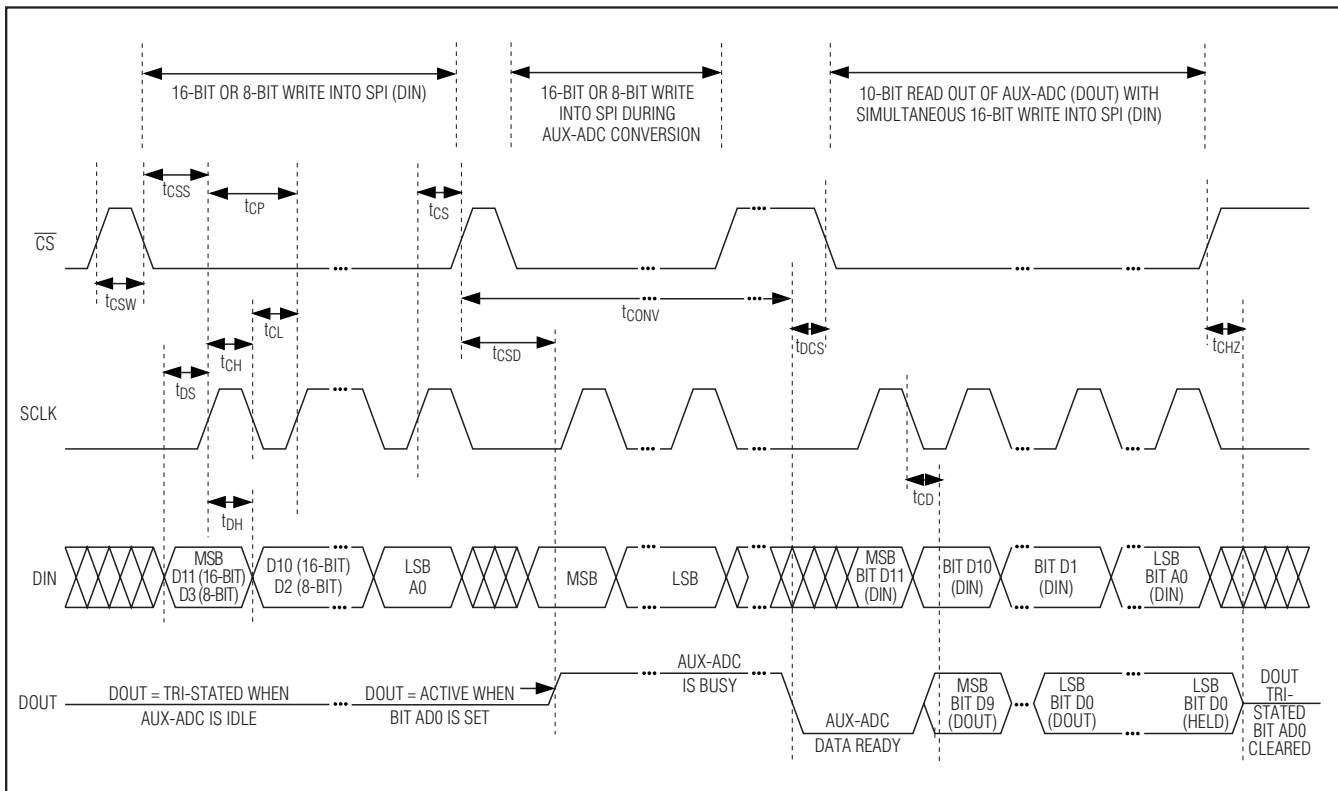 16-BIT OR 8-BIT WRITE INTO SPI (DIN)
16-BIT OR 8-BIT WRITE
INTO SPI DURING
AUX-ADC CONVERSION
10-BIT READ OUT OF AUX-ADC (DOUT) WITH
SIMULTANEOUS 16-BIT WRITE INTO SPI (DIN)
tCSS
tCP
tCS
CS
tCSW
tCL
tCONV
tCH
tCSD
tDCS
tCHZ
tDS
SCLK
tCD
tDH
DIN
MSB
D11 (16-BIT)
D3 (8-BIT)
D10 (16-BIT)
D2 (8-BIT)
LSB
A0
MSB
LSB
MSB
BIT D11
(DIN)
BIT D10
(DIN)
BIT D1
(DIN)
LSB
BIT A0
(DIN)
DOUT
DOUT = TRI-STATED WHEN
AUX-ADC IS IDLE
DOUT = ACTIVE WHEN
BIT AD0 IS SET
AUX-ADC
IS BUSY
AUX-ADC
DATA READY
MSB
BIT D9
(DOUT)
LSB
BIT D0
(DOUT)
LSB
BIT D0
(HELD)
DOUT
TRI-
STATED
BIT AD0
CLEARED